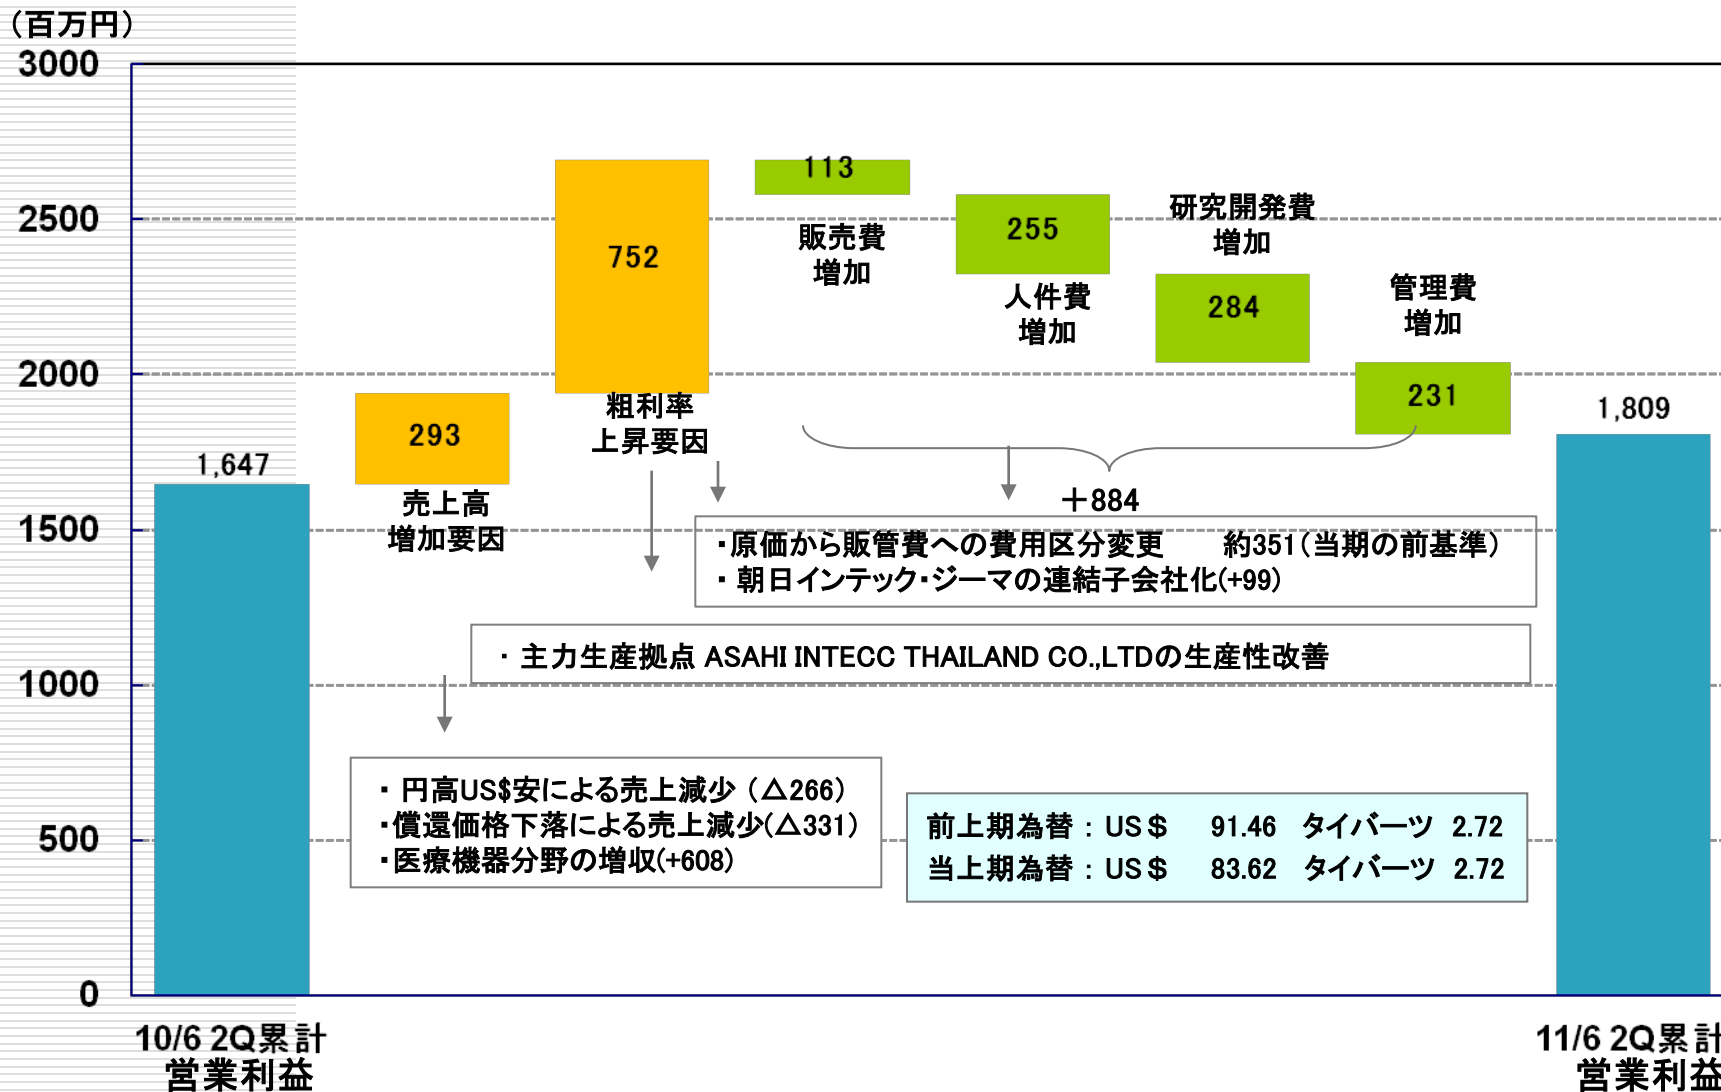 （百万円）
3000
2500
2000
1500
1000
500
0
1,647
293
売上高
増加要因
752
粗利率
上昇要因
113
販売費
増加
255
人件費
増加
研究開発費
増加
284
管理費
増加
231
1,809
＋884
・原価から販管費への費用区分変更　　約351（当期の前基準）
・ 朝日インテック・ジーマの連結子会社化(+99)
・ 主力生産拠点 ASAHI INTECC THAILAND CO.,LTDの生産性改善
・ 円高US$安による売上減少 （△266）
・償還価格下落による売上減少(△331)
・医療機器分野の増収(+608)
前上期為替：US＄　91.46　タイバーツ　2.72
当上期為替：US＄　83.62　タイバーツ　2.72
10/6 2Q累計
営業利益
11/6 2Q累計
営業利益